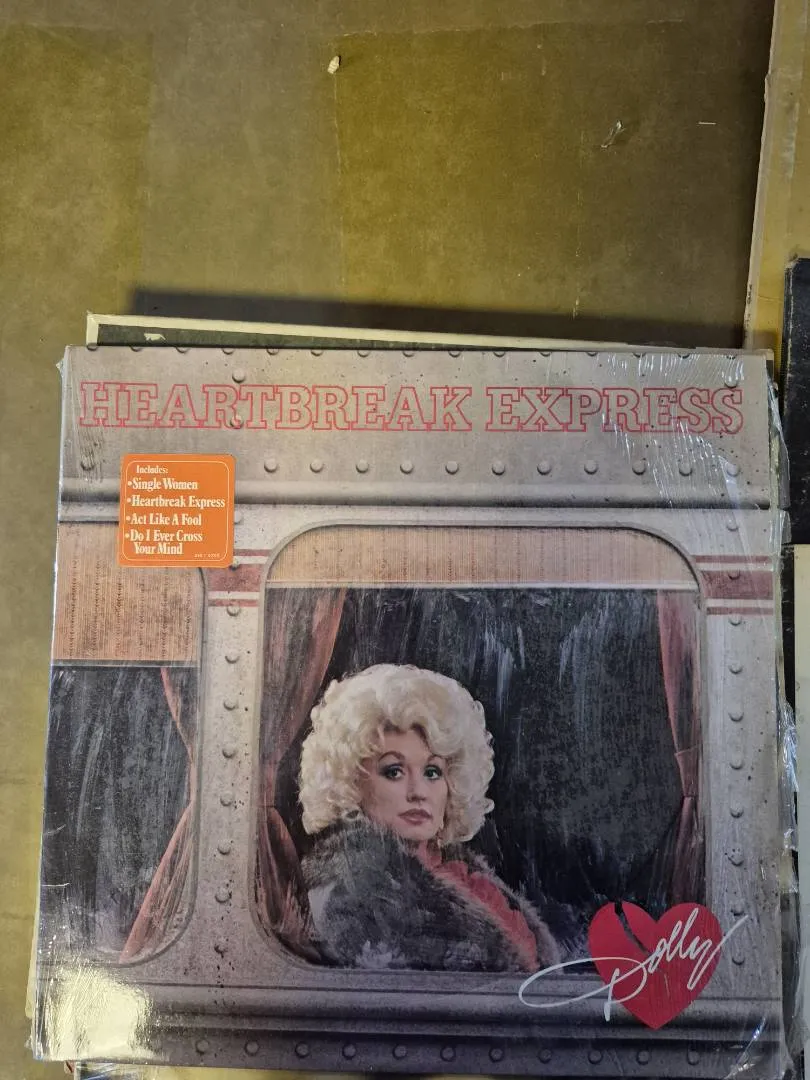 HEARTBREAK EXPRESS
Includes:
•Single Women
•Heartbreak Express
•Act Like A Fool
•Do I Ever Cross
Your Mind
Dolly